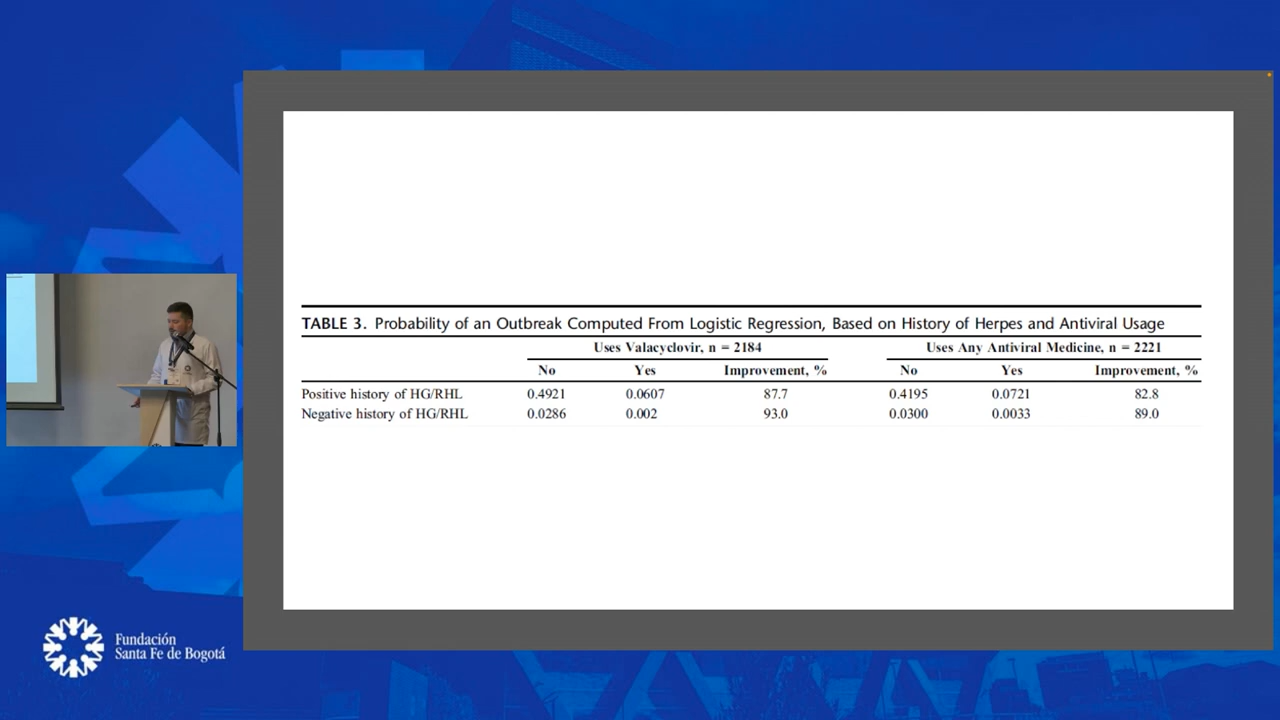 TABLE 3. Probability of an Outbreak Computed From Logistic Regression, Based on History of Herpes and Antiviral Usage
Uses Valacyclovir, n = 2184 Uses Any Antiviral Medicine, n = 2221
No Yes Improvement, % No Yes Improvement, %
Positive history of HG/RHL 0.4921 0.0607 87.7 0.4195 0.0721 82.8
Negative history of HG/RHL 0.0286 0.002 93.0 0.0300 0.0033 89.0
Fundación
Santa Fe de Bogotá